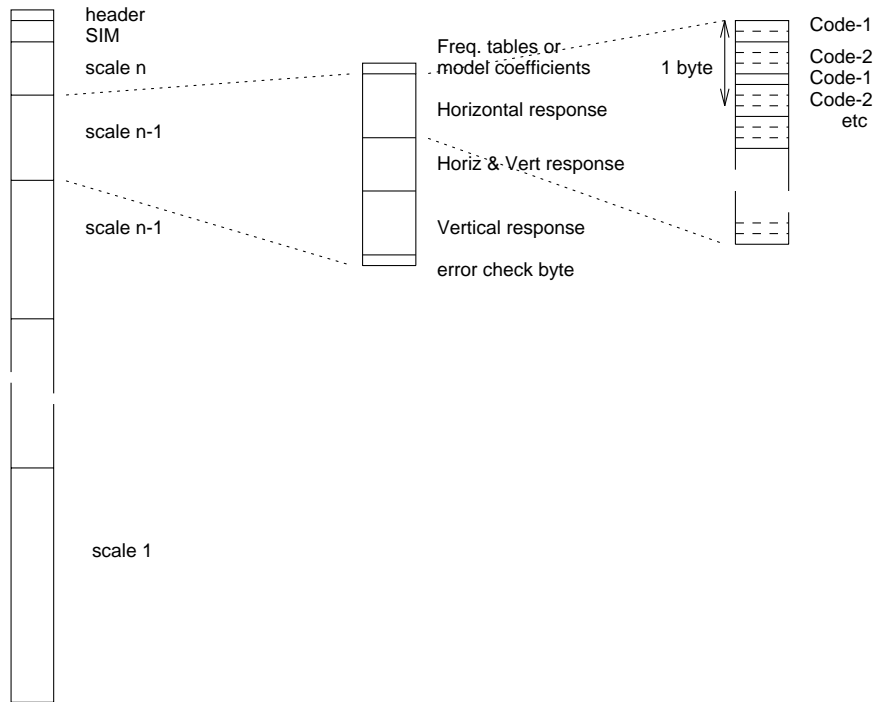 header
SIM
scale n
scale n-1
scale n-1
scale 1
Freq. tables or
model coefficients
Horizontal response
Horiz & Vert response
Vertical response
error check byte
1 byte
Code-1
Code-2
Code-1
Code-2
etc